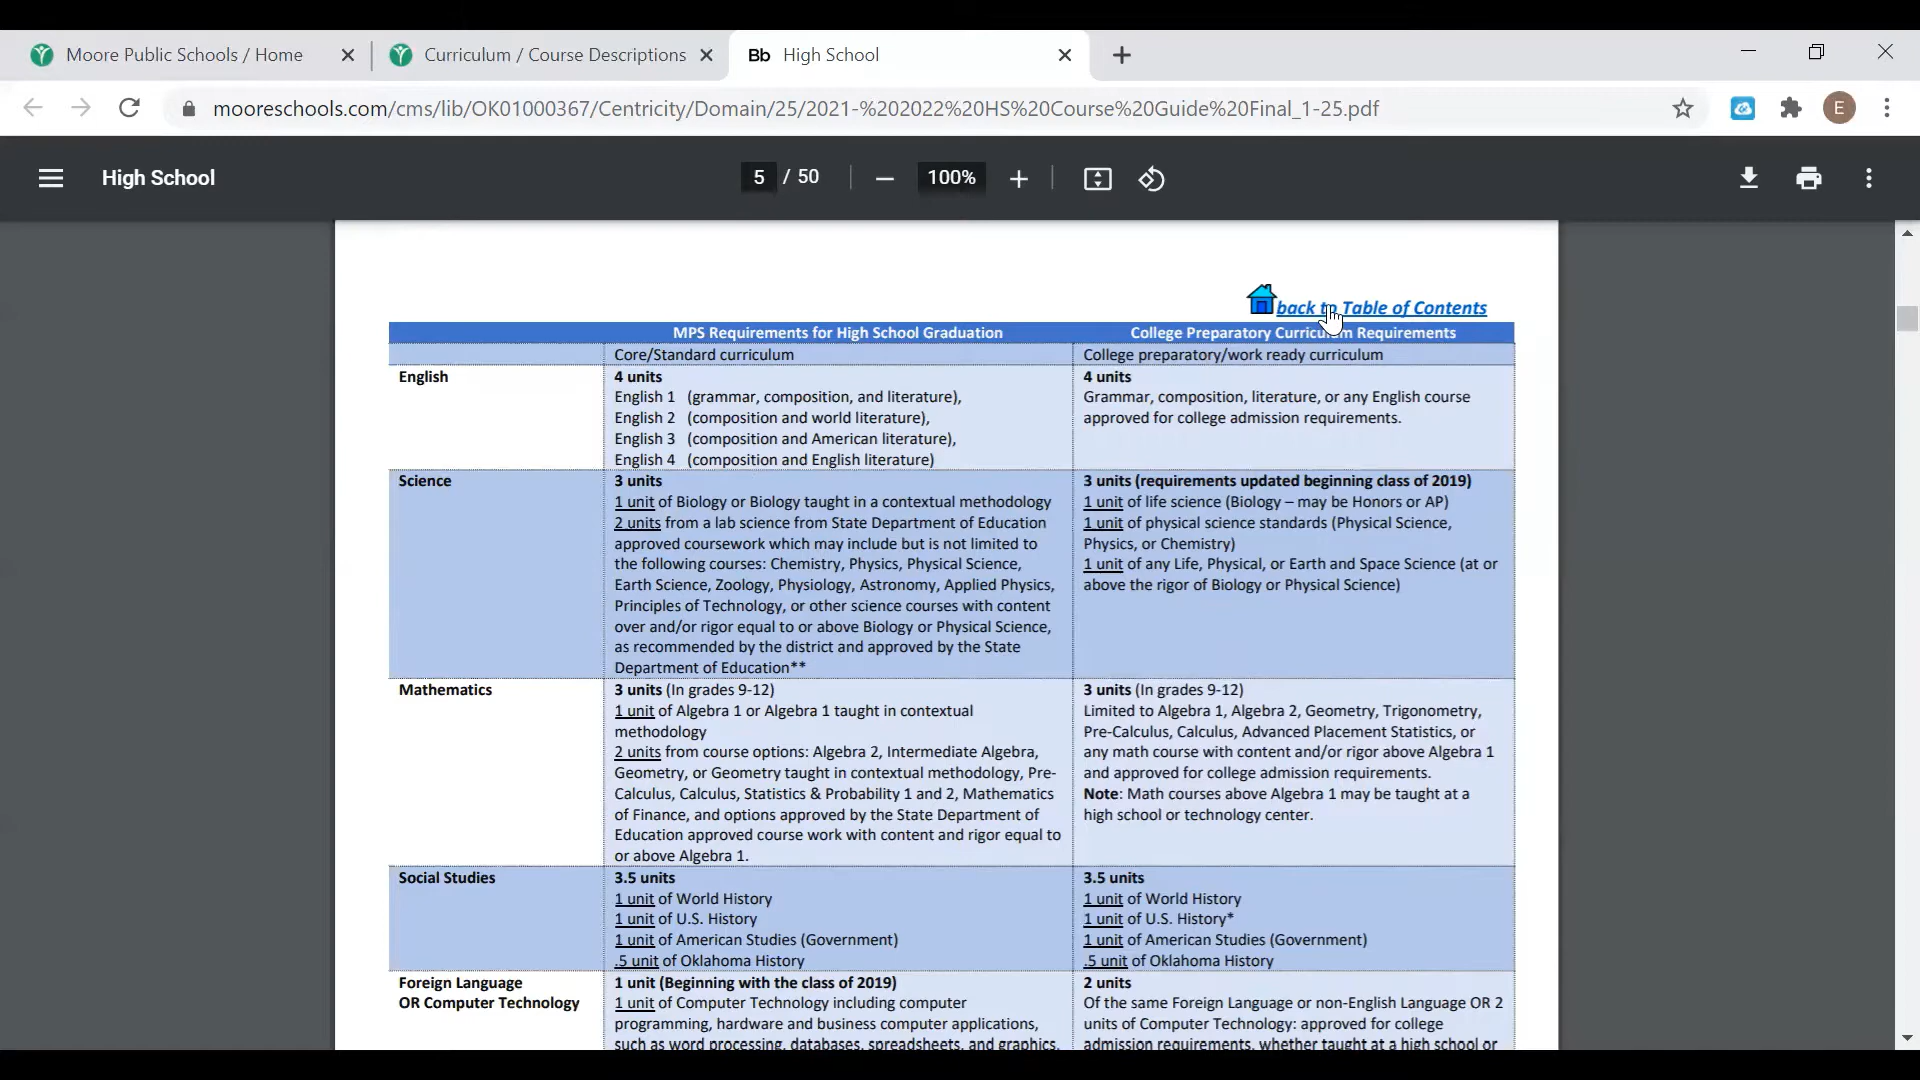 Moore Public Schools / Home
Curriculum / Course Descriptions
Bb High School
mooreschools.com/cms/lib/OK01000367/Centricity/Domain/25/2021-%202022%20HS%20Course%20Guide%20Final_1-25.pdf
E
High School
5 / 50
100%
back to Table of Contents
MPS Requirements for High School Graduation
College Preparatory Curriculum Requirements
Core/Standard curriculum
College preparatory/work ready curriculum
English
4 units
English 1 (grammar, composition, and literature),
English 2 (composition and world literature),
English 3 (composition and American literature),
English 4 (composition and English literature)
4 units
Grammar, composition, literature, or any English course
approved for college admission requirements.
Science
3 units
1 unit of Biology or Biology taught in a contextual methodology
2 units from a lab science from State Department of Education
approved coursework which may include but is not limited to
the following courses: Chemistry, Physics, Physical Science,
Earth Science, Zoology, Physiology, Astronomy, Applied Physics,
Principles of Technology, or other science courses with content
over and/or rigor equal to or above Biology or Physical Science,
as recommended by the district and approved by the State
Department of Education**
3 units (requirements updated beginning class of 2019)
1 unit of life science (Biology – may be Honors or AP)
1 unit of physical science standards (Physical Science,
Physics, or Chemistry)
1 unit of any Life, Physical, or Earth and Space Science (at or
above the rigor of Biology or Physical Science)
Mathematics
3 units (In grades 9-12)
1 unit of Algebra 1 or Algebra 1 taught in contextual
methodology
2 units from course options: Algebra 2, Intermediate Algebra,
Geometry, or Geometry taught in contextual methodology, Pre-
Calculus, Calculus, Statistics & Probability 1 and 2, Mathematics
of Finance, and options approved by the State Department of
Education approved course work with content and rigor equal to
or above Algebra 1.
3 units (In grades 9-12)
Limited to Algebra 1, Algebra 2, Geometry, Trigonometry,
Pre-Calculus, Calculus, Advanced Placement Statistics, or
any math course with content and/or rigor above Algebra 1
and approved for college admission requirements.
Note: Math courses above Algebra 1 may be taught at a
high school or technology center.
Social Studies
3.5 units
1 unit of World History
1 unit of U.S. History
1 unit of American Studies (Government)
.5 unit of Oklahoma History
3.5 units
1 unit of World History
1 unit of U.S. History*
1 unit of American Studies (Government)
.5 unit of Oklahoma History
Foreign Language
OR Computer Technology
1 unit (Beginning with the class of 2019)
1 unit of Computer Technology including computer
programming, hardware and business computer applications,
such as word processing, databases, spreadsheets, and graphics,
2 units
Of the same Foreign Language or non-English Language OR 2
units of Computer Technology: approved for college
admission requirements, whether taught at a high school or